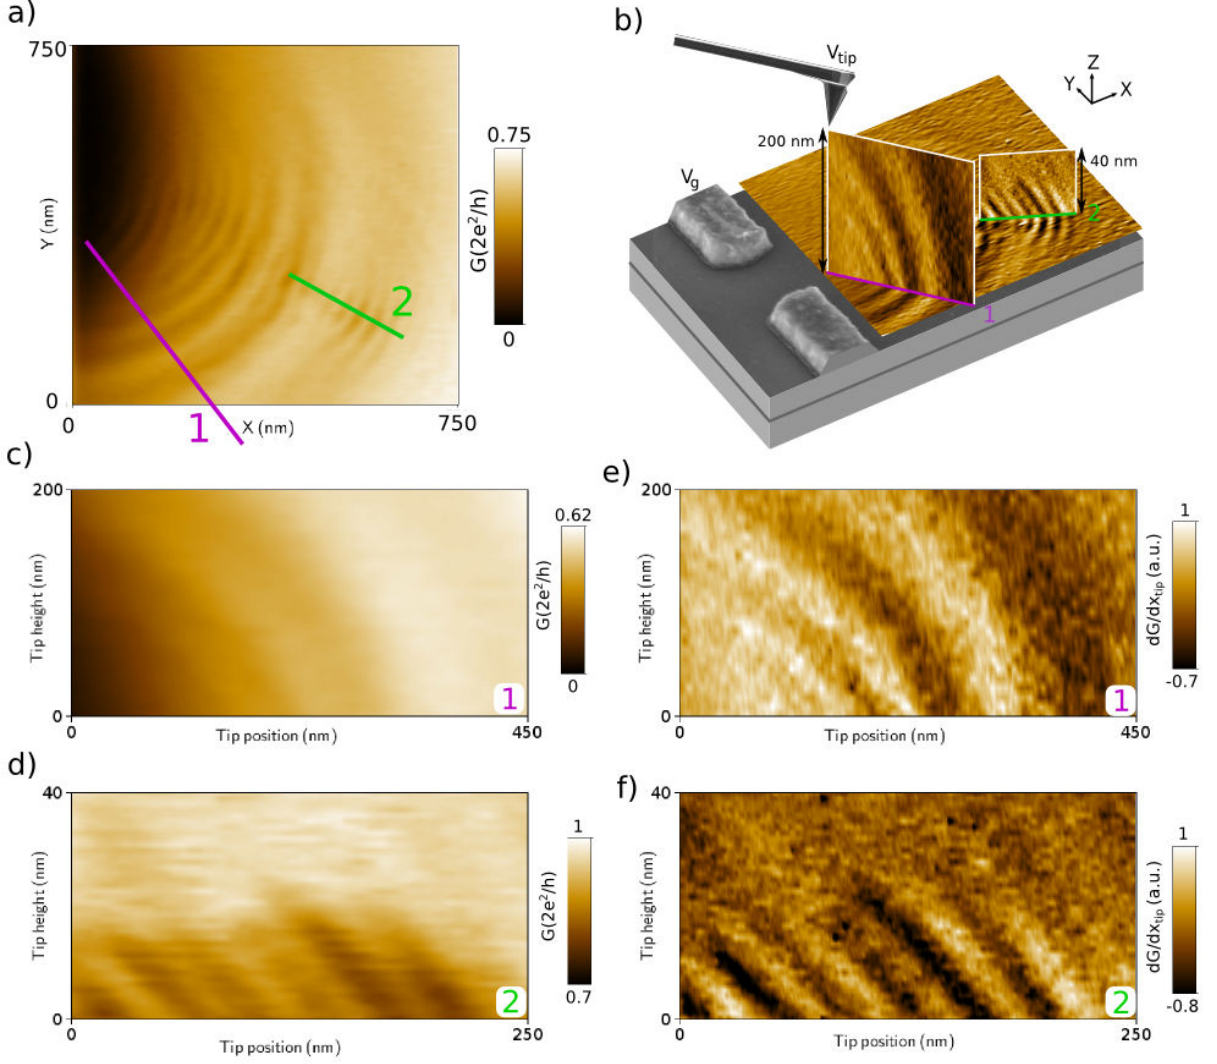 a)
750
Y (nm)
0
0
X (nm)
750
1
2
0.75
G(2e²/h)
0
b)
V_tip
Z
Y
X
200 nm
40 nm
V_g
2
1
c)
200
Tip height (nm)
0
0
Tip position (nm)
450
1
0.62
G(2e²/h)
0
e)
200
Tip height (nm)
0
0
Tip position (nm)
450
1
1
dG/dx_tip (a.u.)
-0.7
d)
40
Tip height (nm)
0
0
Tip position (nm)
250
2
1
G(2e²/h)
0.7
f)
40
Tip height (nm)
0
0
Tip position (nm)
250
2
1
dG/dx_tip (a.u.)
-0.8